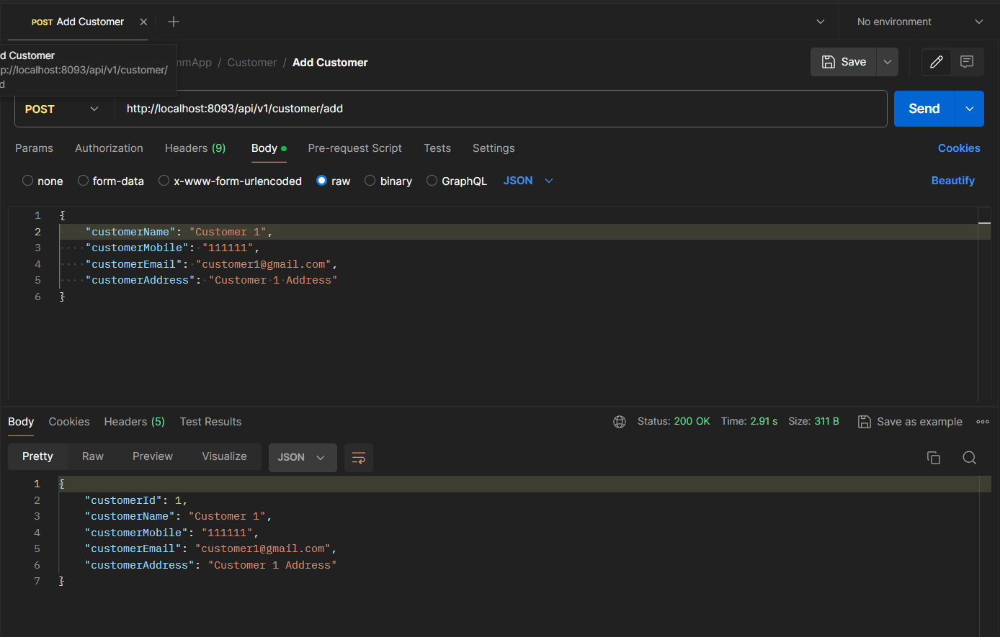 POST Add Customer
No environment
d Customer
p://localhost:8093/api/v1/customer/
d
mmApp / Customer / Add Customer
Save
POST
http://localhost:8093/api/v1/customer/add
Send
Params Authorization Headers (9) Body Pre-request Script Tests Settings Cookies
none form-data x-www-form-urlencoded raw binary GraphQL JSON Beautify
1 {
2 "customerName": "Customer 1",
3 "customerMobile": "111111",
4 "customerEmail": "customer1@gmail.com",
5 "customerAddress": "Customer 1 Address"
6 }
Body Cookies Headers (5) Test Results Status: 200 OK Time: 2.91 s Size: 311 B Save as example
Pretty Raw Preview Visualize JSON
1 {
2 "customerId": 1,
3 "customerName": "Customer 1",
4 "customerMobile": "111111",
5 "customerEmail": "customer1@gmail.com",
6 "customerAddress": "Customer 1 Address"
7 }